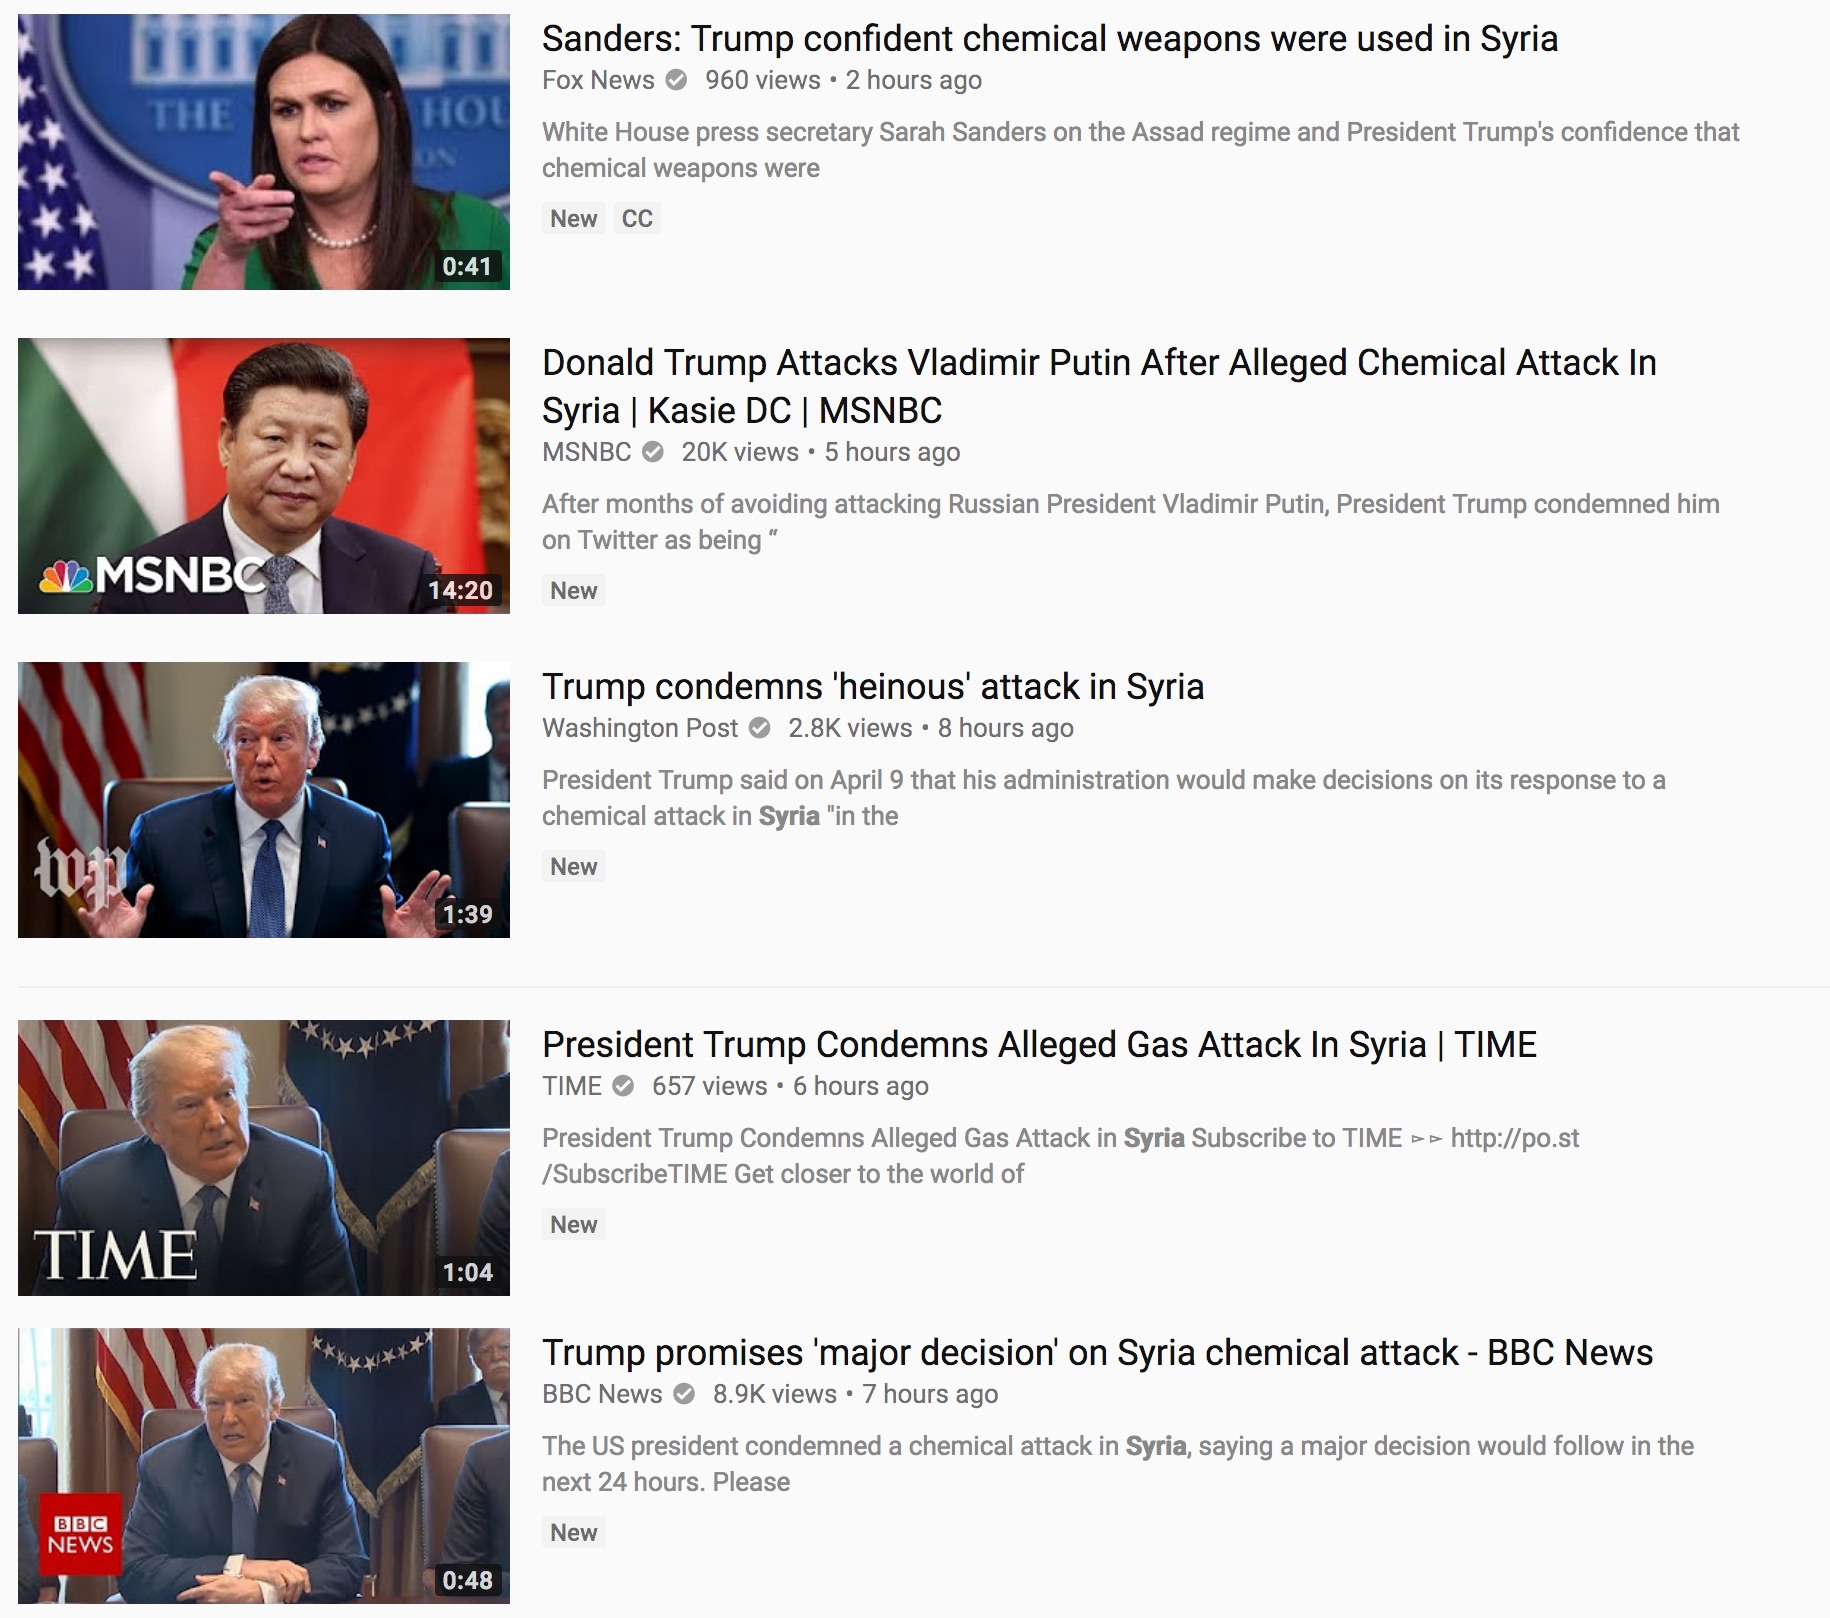 THE HOU
ON
0:41
Sanders: Trump confident chemical weapons were used in Syria
Fox News 960 views • 2 hours ago
White House press secretary Sarah Sanders on the Assad regime and President Trump's confidence that
chemical weapons were
New CC
MSNBC
14:20
Donald Trump Attacks Vladimir Putin After Alleged Chemical Attack In
Syria | Kasie DC | MSNBC
MSNBC 20K views • 5 hours ago
After months of avoiding attacking Russian President Vladimir Putin, President Trump condemned him
on Twitter as being “
New
wp
1:39
Trump condemns 'heinous' attack in Syria
Washington Post 2.8K views • 8 hours ago
President Trump said on April 9 that his administration would make decisions on its response to a
chemical attack in Syria "in the
New
TIME
1:04
President Trump Condemns Alleged Gas Attack In Syria | TIME
TIME 657 views • 6 hours ago
President Trump Condemns Alleged Gas Attack in Syria Subscribe to TIME ▻▻ http://po.st
/SubscribeTIME Get closer to the world of
New
BBC
NEWS
0:48
Trump promises 'major decision' on Syria chemical attack - BBC News
BBC News 8.9K views • 7 hours ago
The US president condemned a chemical attack in Syria, saying a major decision would follow in the
next 24 hours. Please
New